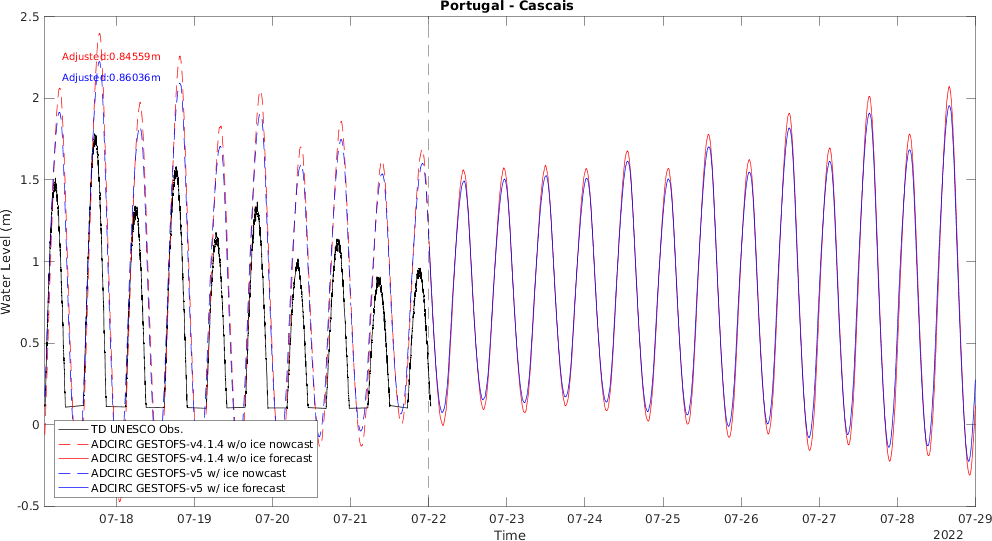 Portugal - Cascais
2.5
2
1.5
1
0.5
0
-0.5
Water Level (m)
Adjusted:0.84559m
Adjusted:0.86036m
TD UNESCO Obs.
ADCIRC GESTOFS-v4.1.4 w/o ice nowcast
ADCIRC GESTOFS-v4.1.4 w/o ice forecast
ADCIRC GESTOFS-v5 w/ ice nowcast
ADCIRC GESTOFS-v5 w/ ice forecast
07-18 07-19 07-20 07-21 07-22 07-23 07-24 07-25 07-26 07-27 07-28 07-29
Time
2022